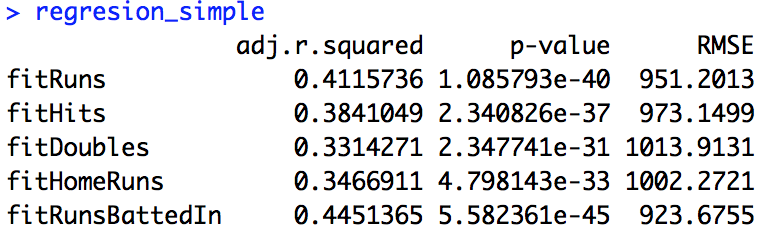 > regresion_simple
adj.r.squared p-value RMSE
fitRuns 0.4115736 1.085793e-40 951.2013
fitHits 0.3841049 2.340826e-37 973.1499
fitDoubles 0.3314271 2.347741e-31 1013.9131
fitHomeRuns 0.3466911 4.798143e-33 1002.2721
fitRunsBattedIn 0.4451365 5.582361e-45 923.6755